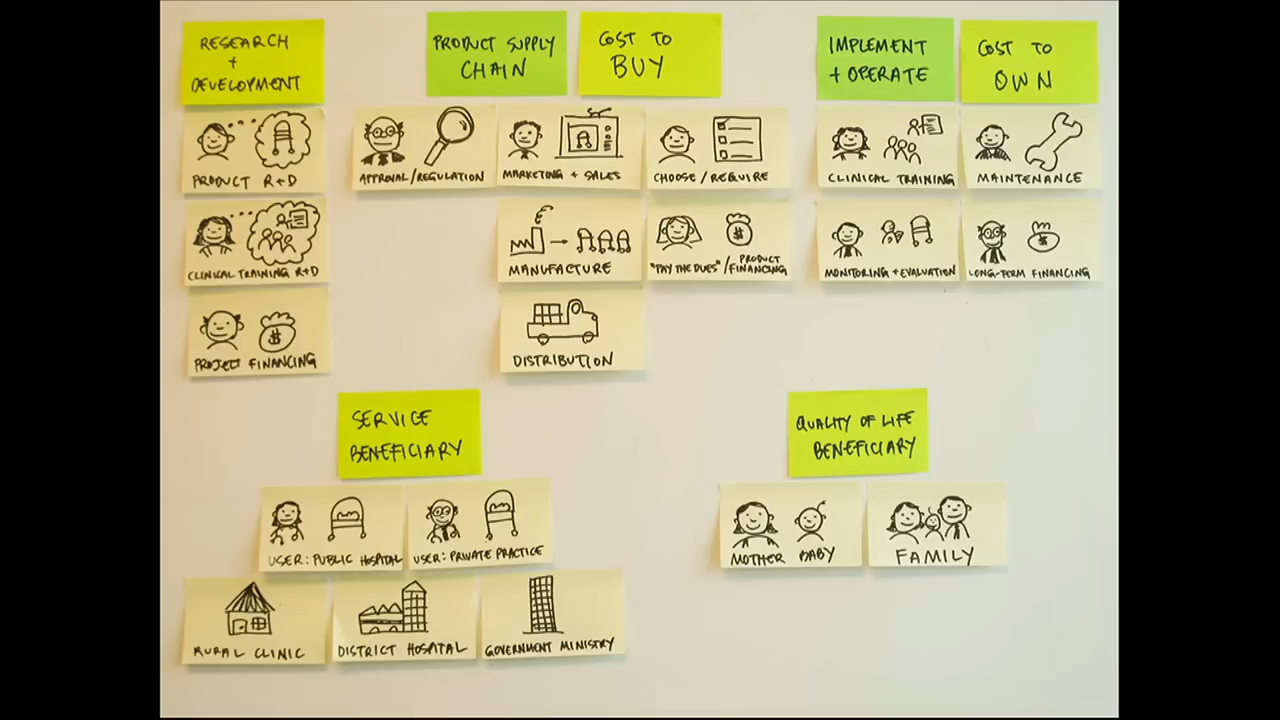 RESEARCH
+
DEVELOPMENT
PRODUCT R+D
CLINICAL TRAINING R+D
PROJECT FINANCING
PRODUCT SUPPLY
CHAIN
COST TO
BUY
APPROVAL/REGULATION
MARKETING + SALES
CHOOSE/REQUIRE
MANUFACTURE
"PAY THE DUES"/PRODUCT
FINANCING
DISTRIBUTION
IMPLEMENT
+ OPERATE
COST TO
OWN
CLINICAL TRAINING
MAINTENANCE
MONITORING + EVALUATION
LONG-TERM FINANCING
SERVICE
BENEFICIARY
USER: PUBLIC HOSPITAL
USER: PRIVATE PRACTICE
RURAL CLINIC
DISTRICT HOSPITAL
GOVERNMENT MINISTRY
QUALITY OF LIFE
BENEFICIARY
MOTHER BABY
FAMILY